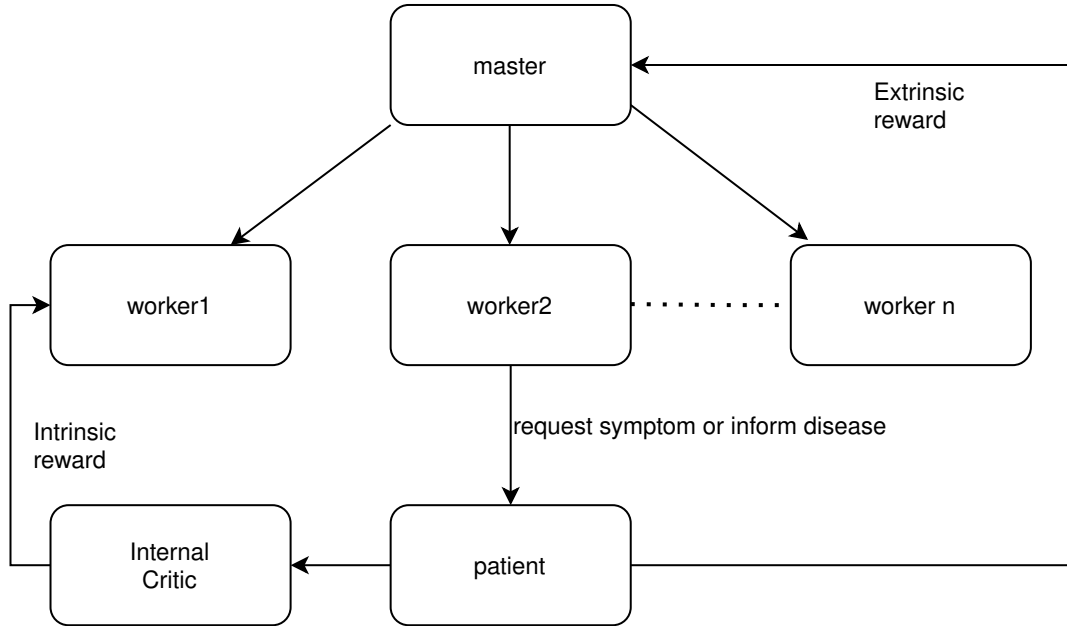 master
Extrinsic
reward
worker1
worker2
worker n
Intrinsic
reward
request symptom or inform disease
Internal
Critic
patient